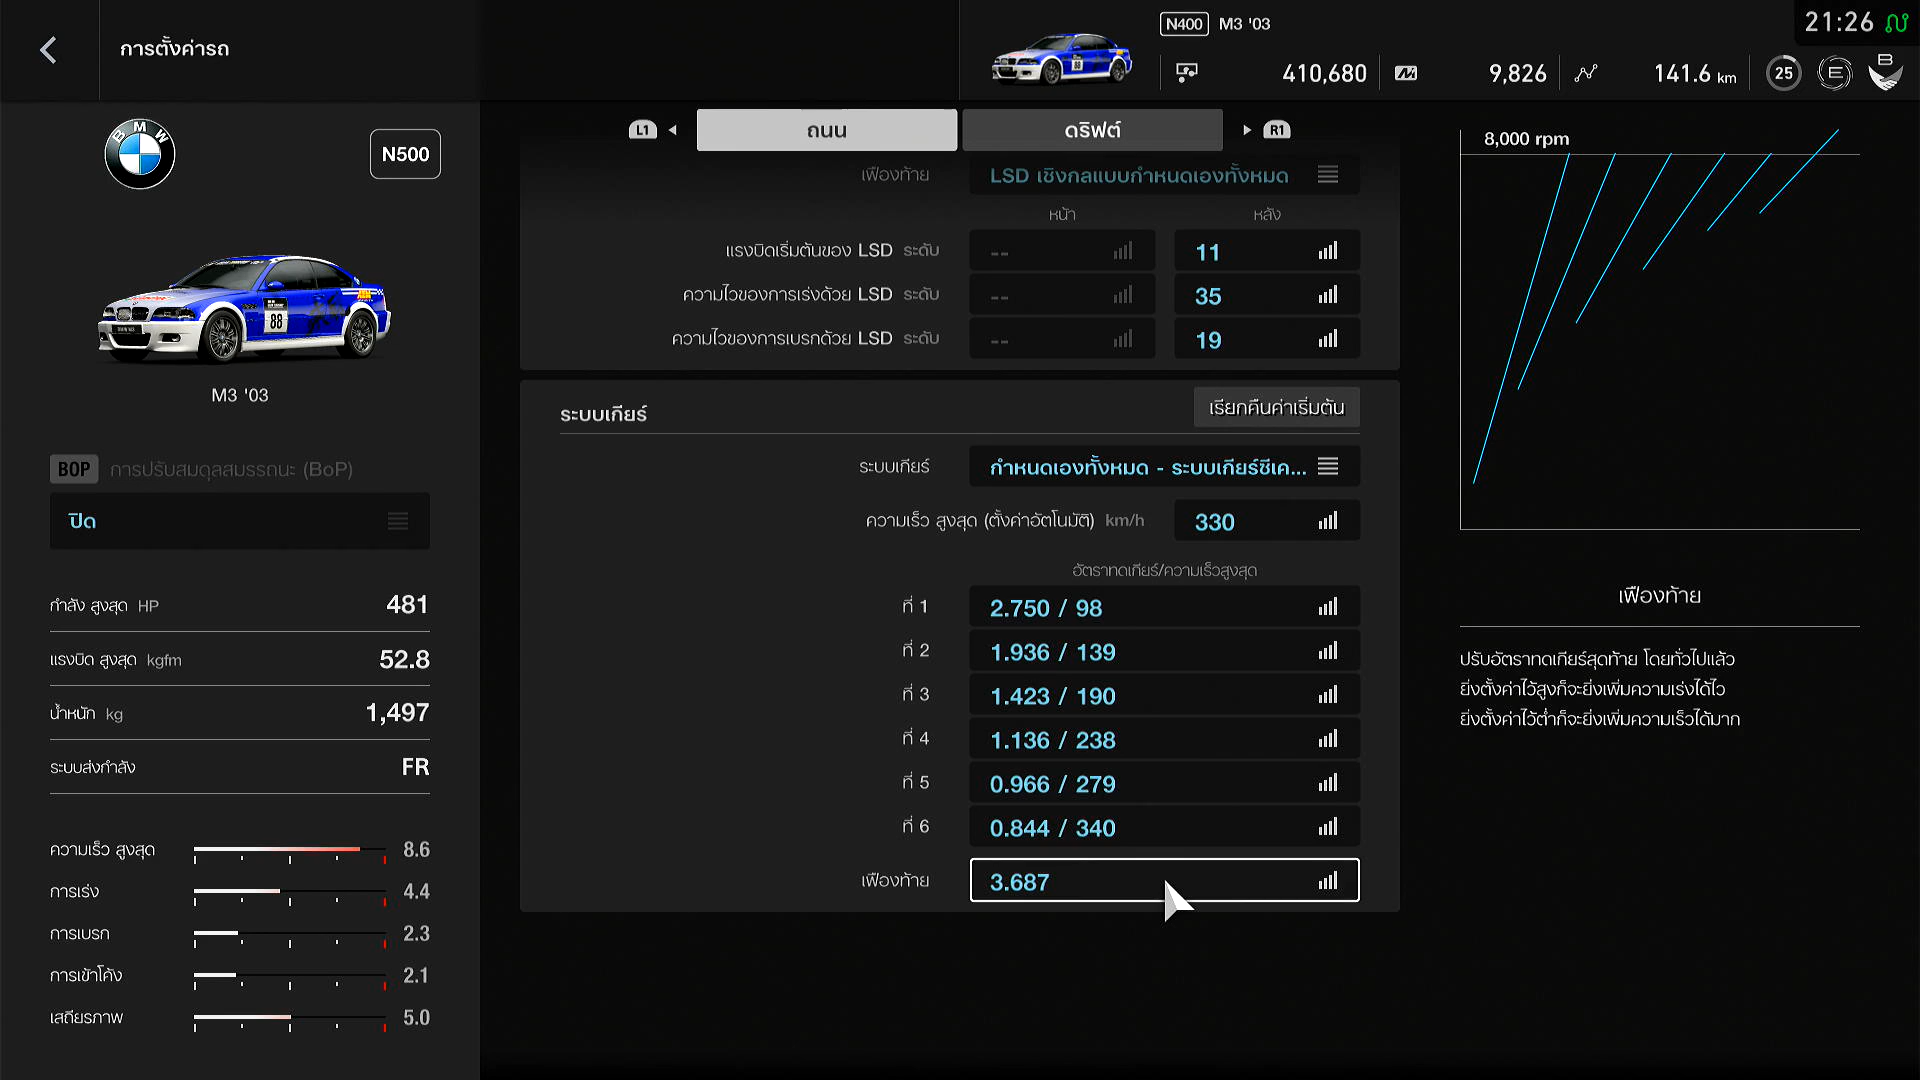 การตั้งค่ารถ
N400 M3 '03
410,680
9,826
141.6 km
25
E
B
21:26
BMW
N500
M3 '03
88
BOP การปรับสมดุลสมรรถนะ (BoP)
ปิด
กำลัง สูงสุด HP 481
แรงบิด สูงสุด kgfm 52.8
น้ำหนัก kg 1,497
ระบบส่งกำลัง FR
ความเร็ว สูงสุด 8.6
การเร่ง 4.4
การเบรก 2.3
การเข้าโค้ง 2.1
เสถียรภาพ 5.0
L1 ถนน ดริฟต์ R1
เฟืองท้าย LSD เชิงกลแบบกำหนดเองทั้งหมด
หน้า หลัง
แรงบิดเริ่มต้นของ LSD ระดับ -- 11
ความไวของการเร่งด้วย LSD ระดับ -- 35
ความไวของการเบรกด้วย LSD ระดับ -- 19
ระบบเกียร์ เรียกคืนค่าเริ่มต้น
ระบบเกียร์ กำหนดเองทั้งหมด - ระบบเกียร์ซีเค...
ความเร็ว สูงสุด (ตั้งค่าอัตโนมัติ) km/h 330
อัตราทดเกียร์/ความเร็วสูงสุด
ที่ 1 2.750 / 98
ที่ 2 1.936 / 139
ที่ 3 1.423 / 190
ที่ 4 1.136 / 238
ที่ 5 0.966 / 279
ที่ 6 0.844 / 340
เฟืองท้าย 3.687
8,000 rpm
เฟืองท้าย
ปรับอัตราทดเกียร์สุดท้าย โดยทั่วไปแล้ว
ยิ่งตั้งค่าไว้สูงก็จะยิ่งเพิ่มความเร่งได้ไว
ยิ่งตั้งค่าไว้ต่ำก็จะยิ่งเพิ่มความเร็วได้มาก